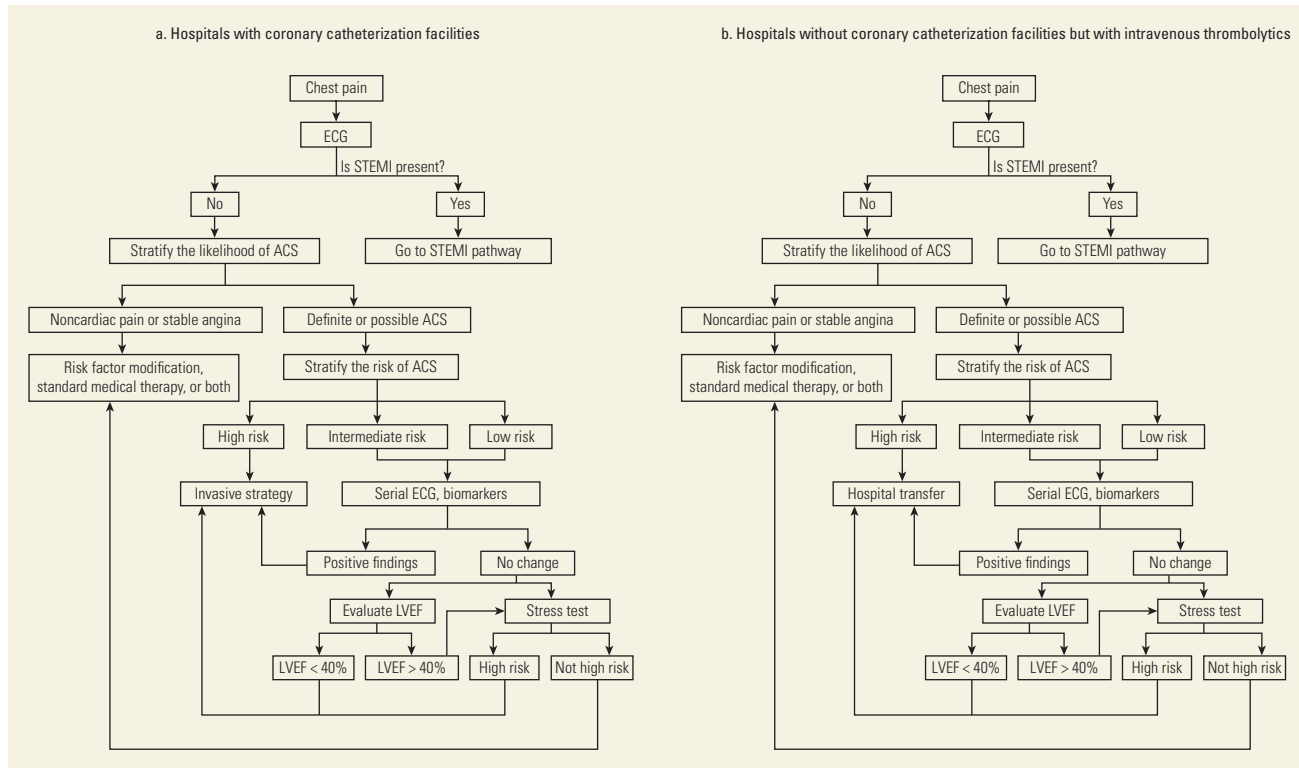 a. Hospitals with coronary catheterization facilities
Chest pain
ECG
Is STEMI present?
No
Yes
Stratify the likelihood of ACS
Go to STEMI pathway
Noncardiac pain or stable angina
Definite or possible ACS
Risk factor modification,
standard medical therapy, or both
Stratify the risk of ACS
High risk
Intermediate risk
Low risk
Invasive strategy
Serial ECG, biomarkers
Positive findings
No change
Evaluate LVEF
Stress test
LVEF < 40%
LVEF > 40%
High risk
Not high risk
b. Hospitals without coronary catheterization facilities but with intravenous thrombolytics
Chest pain
ECG
Is STEMI present?
No
Yes
Stratify the likelihood of ACS
Go to STEMI pathway
Noncardiac pain or stable angina
Definite or possible ACS
Risk factor modification,
standard medical therapy, or both
Stratify the risk of ACS
High risk
Intermediate risk
Low risk
Hospital transfer
Serial ECG, biomarkers
Positive findings
No change
Evaluate LVEF
Stress test
LVEF < 40%
LVEF > 40%
High risk
Not high risk